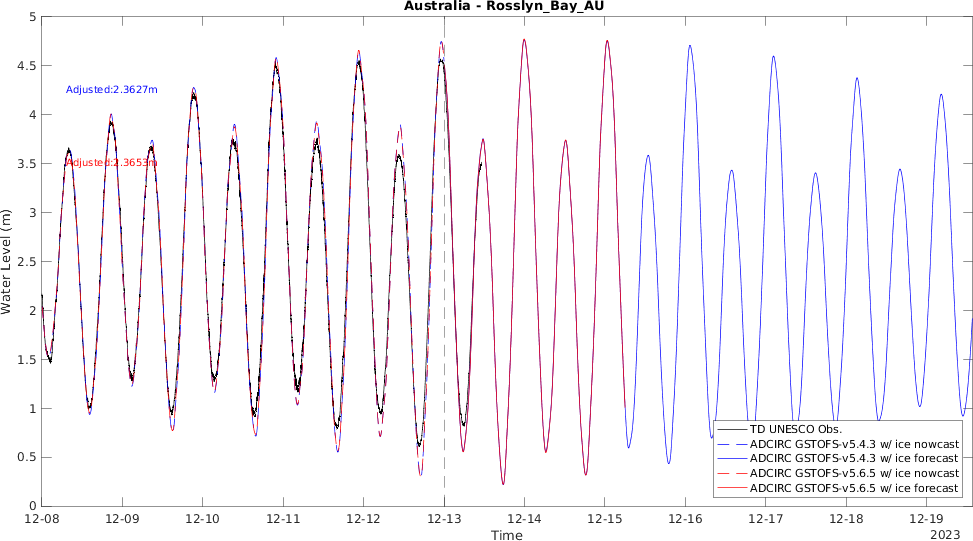 Australia - Rosslyn_Bay_AU
5
4.5
4
3.5
3
2.5
2
1.5
1
0.5
0
Water Level (m)
Adjusted:2.3627m
Adjusted:2.3653m
TD UNESCO Obs.
ADCIRC GSTOFS-v5.4.3 w/ ice nowcast
ADCIRC GSTOFS-v5.4.3 w/ ice forecast
ADCIRC GSTOFS-v5.6.5 w/ ice nowcast
ADCIRC GSTOFS-v5.6.5 w/ ice forecast
12-08 12-09 12-10 12-11 12-12 12-13 12-14 12-15 12-16 12-17 12-18 12-19
Time
2023